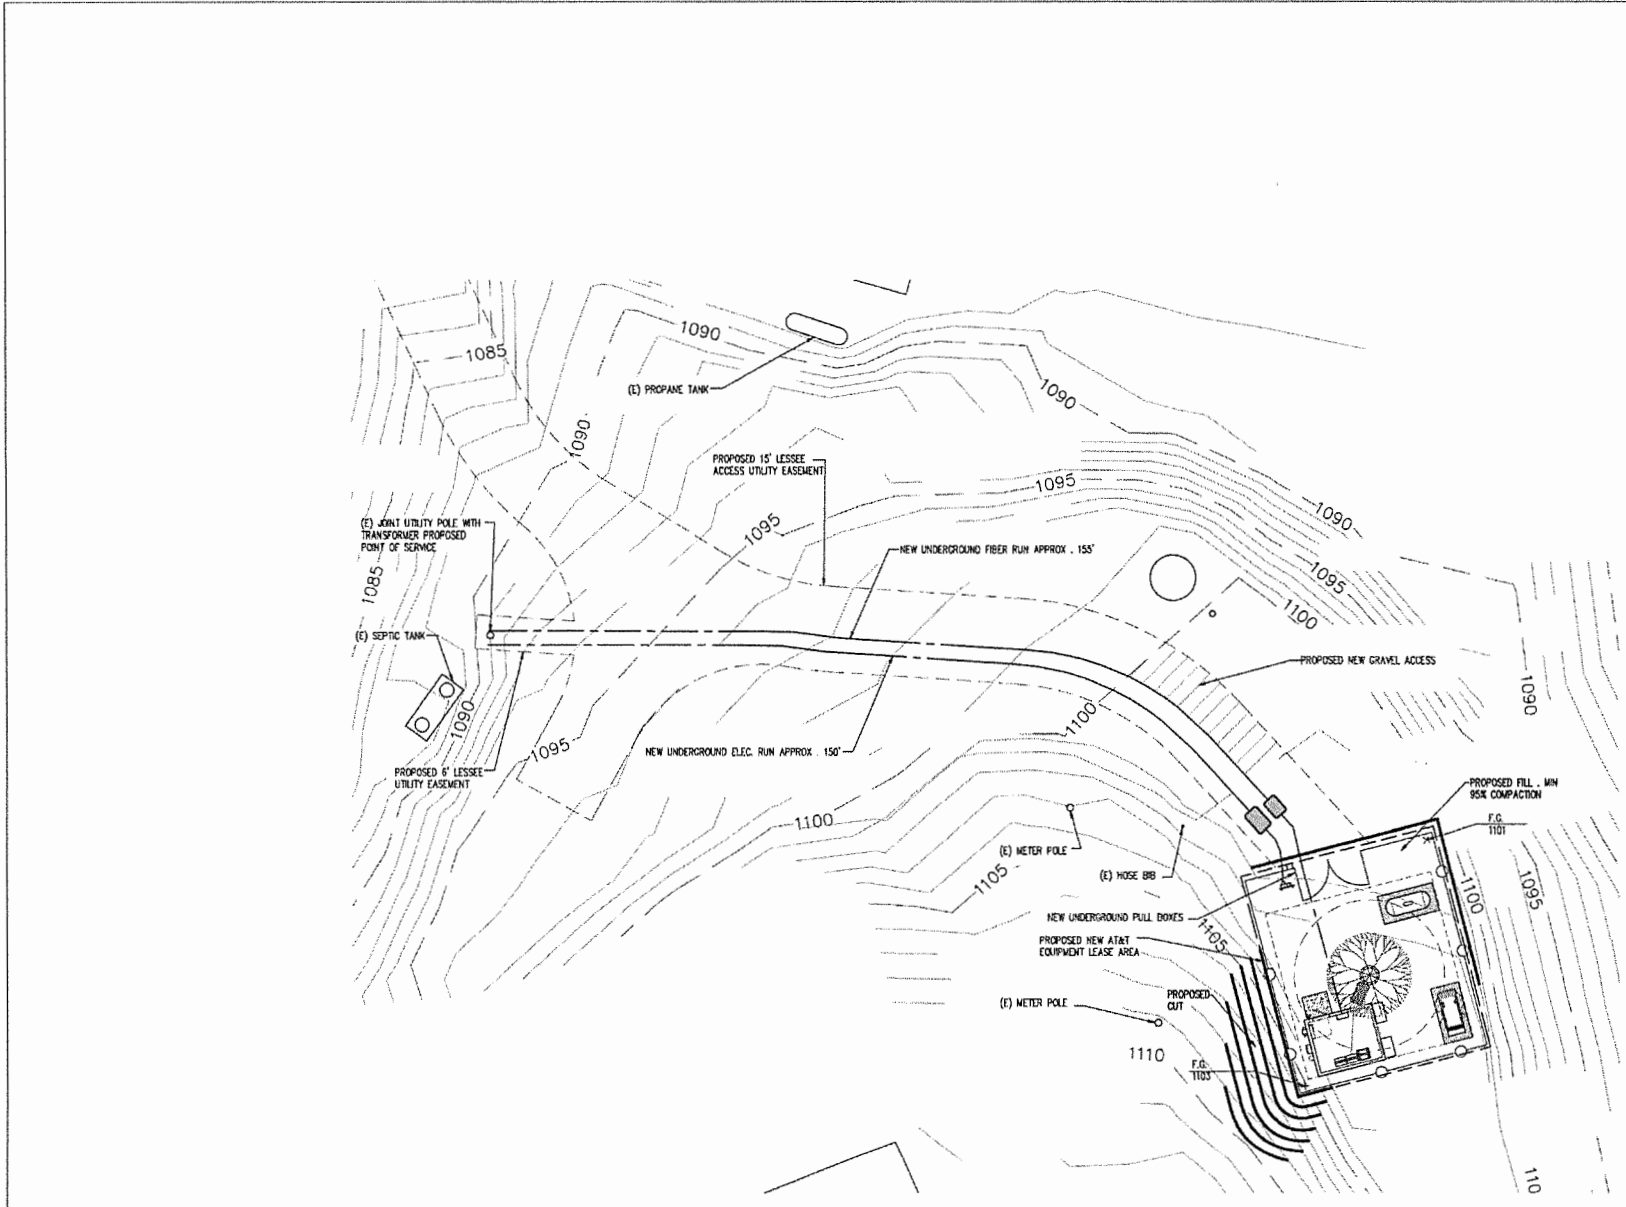 1090
1085
(E) PROPANE TANK
1090
1090
PROPOSED 15' LESSEE
ACCESS UTILITY EASEMENT
1095
1090
(E) JOINT UTILITY POLE WITH
TRANSFORMER PROPOSED
POINT OF SERVICE
1095
NEW UNDERGROUND FIBER RUN APPROX . 155'
1085
1095
1100
(E) SEPTIC TANK
PROPOSED NEW GRAVEL ACCESS
1090
1090
1100
1095
NEW UNDERGROUND ELEC. RUN APPROX . 150'
PROPOSED 6' LESSEE
UTILITY EASEMENT
PROPOSED FILL . MIN
95% COMPACTION
1100
F.G.
1101
(E) METER POLE
1105
(E) HOSE BIB
1100
1095
NEW UNDERGROUND PULL BOXES
1105
PROPOSED NEW AT&T
EQUIPMENT LEASE AREA
(E) METER POLE
PROPOSED
CUT
1110
F.G.
1103
110